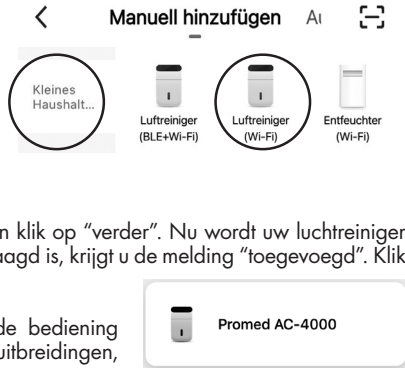 Manuell hinzufügen
Kleines
Haushalt...
Luftreiniger
(BLE+Wi-Fi)
Luftreiniger
(Wi-Fi)
Entfeuchter
(Wi-Fi)
klik op “verder”. Nu wordt uw luchtreiniger
is, krijgt u de melding “toegevoegd”. Klik
de bediening
uitbreidingen,
Promed AC-4000